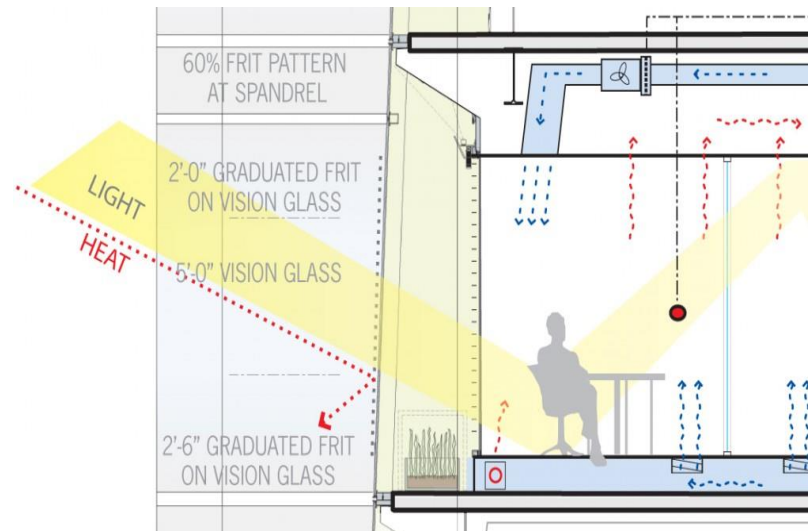 60% FRIT PATTERN
AT SPANDREL
2'-0" GRADUATED FRIT
ON VISION GLASS
LIGHT
HEAT
5'-0" VISION GLASS
2'-6" GRADUATED FRIT
ON VISION GLASS